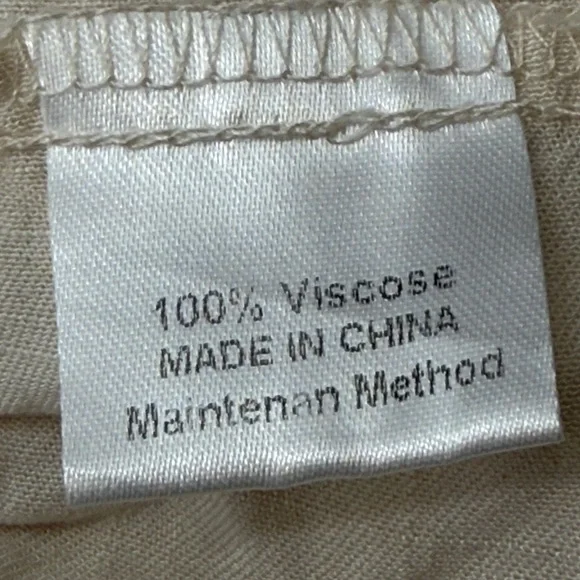 100% Viscose
MADE IN CHINA
Maintenan Method